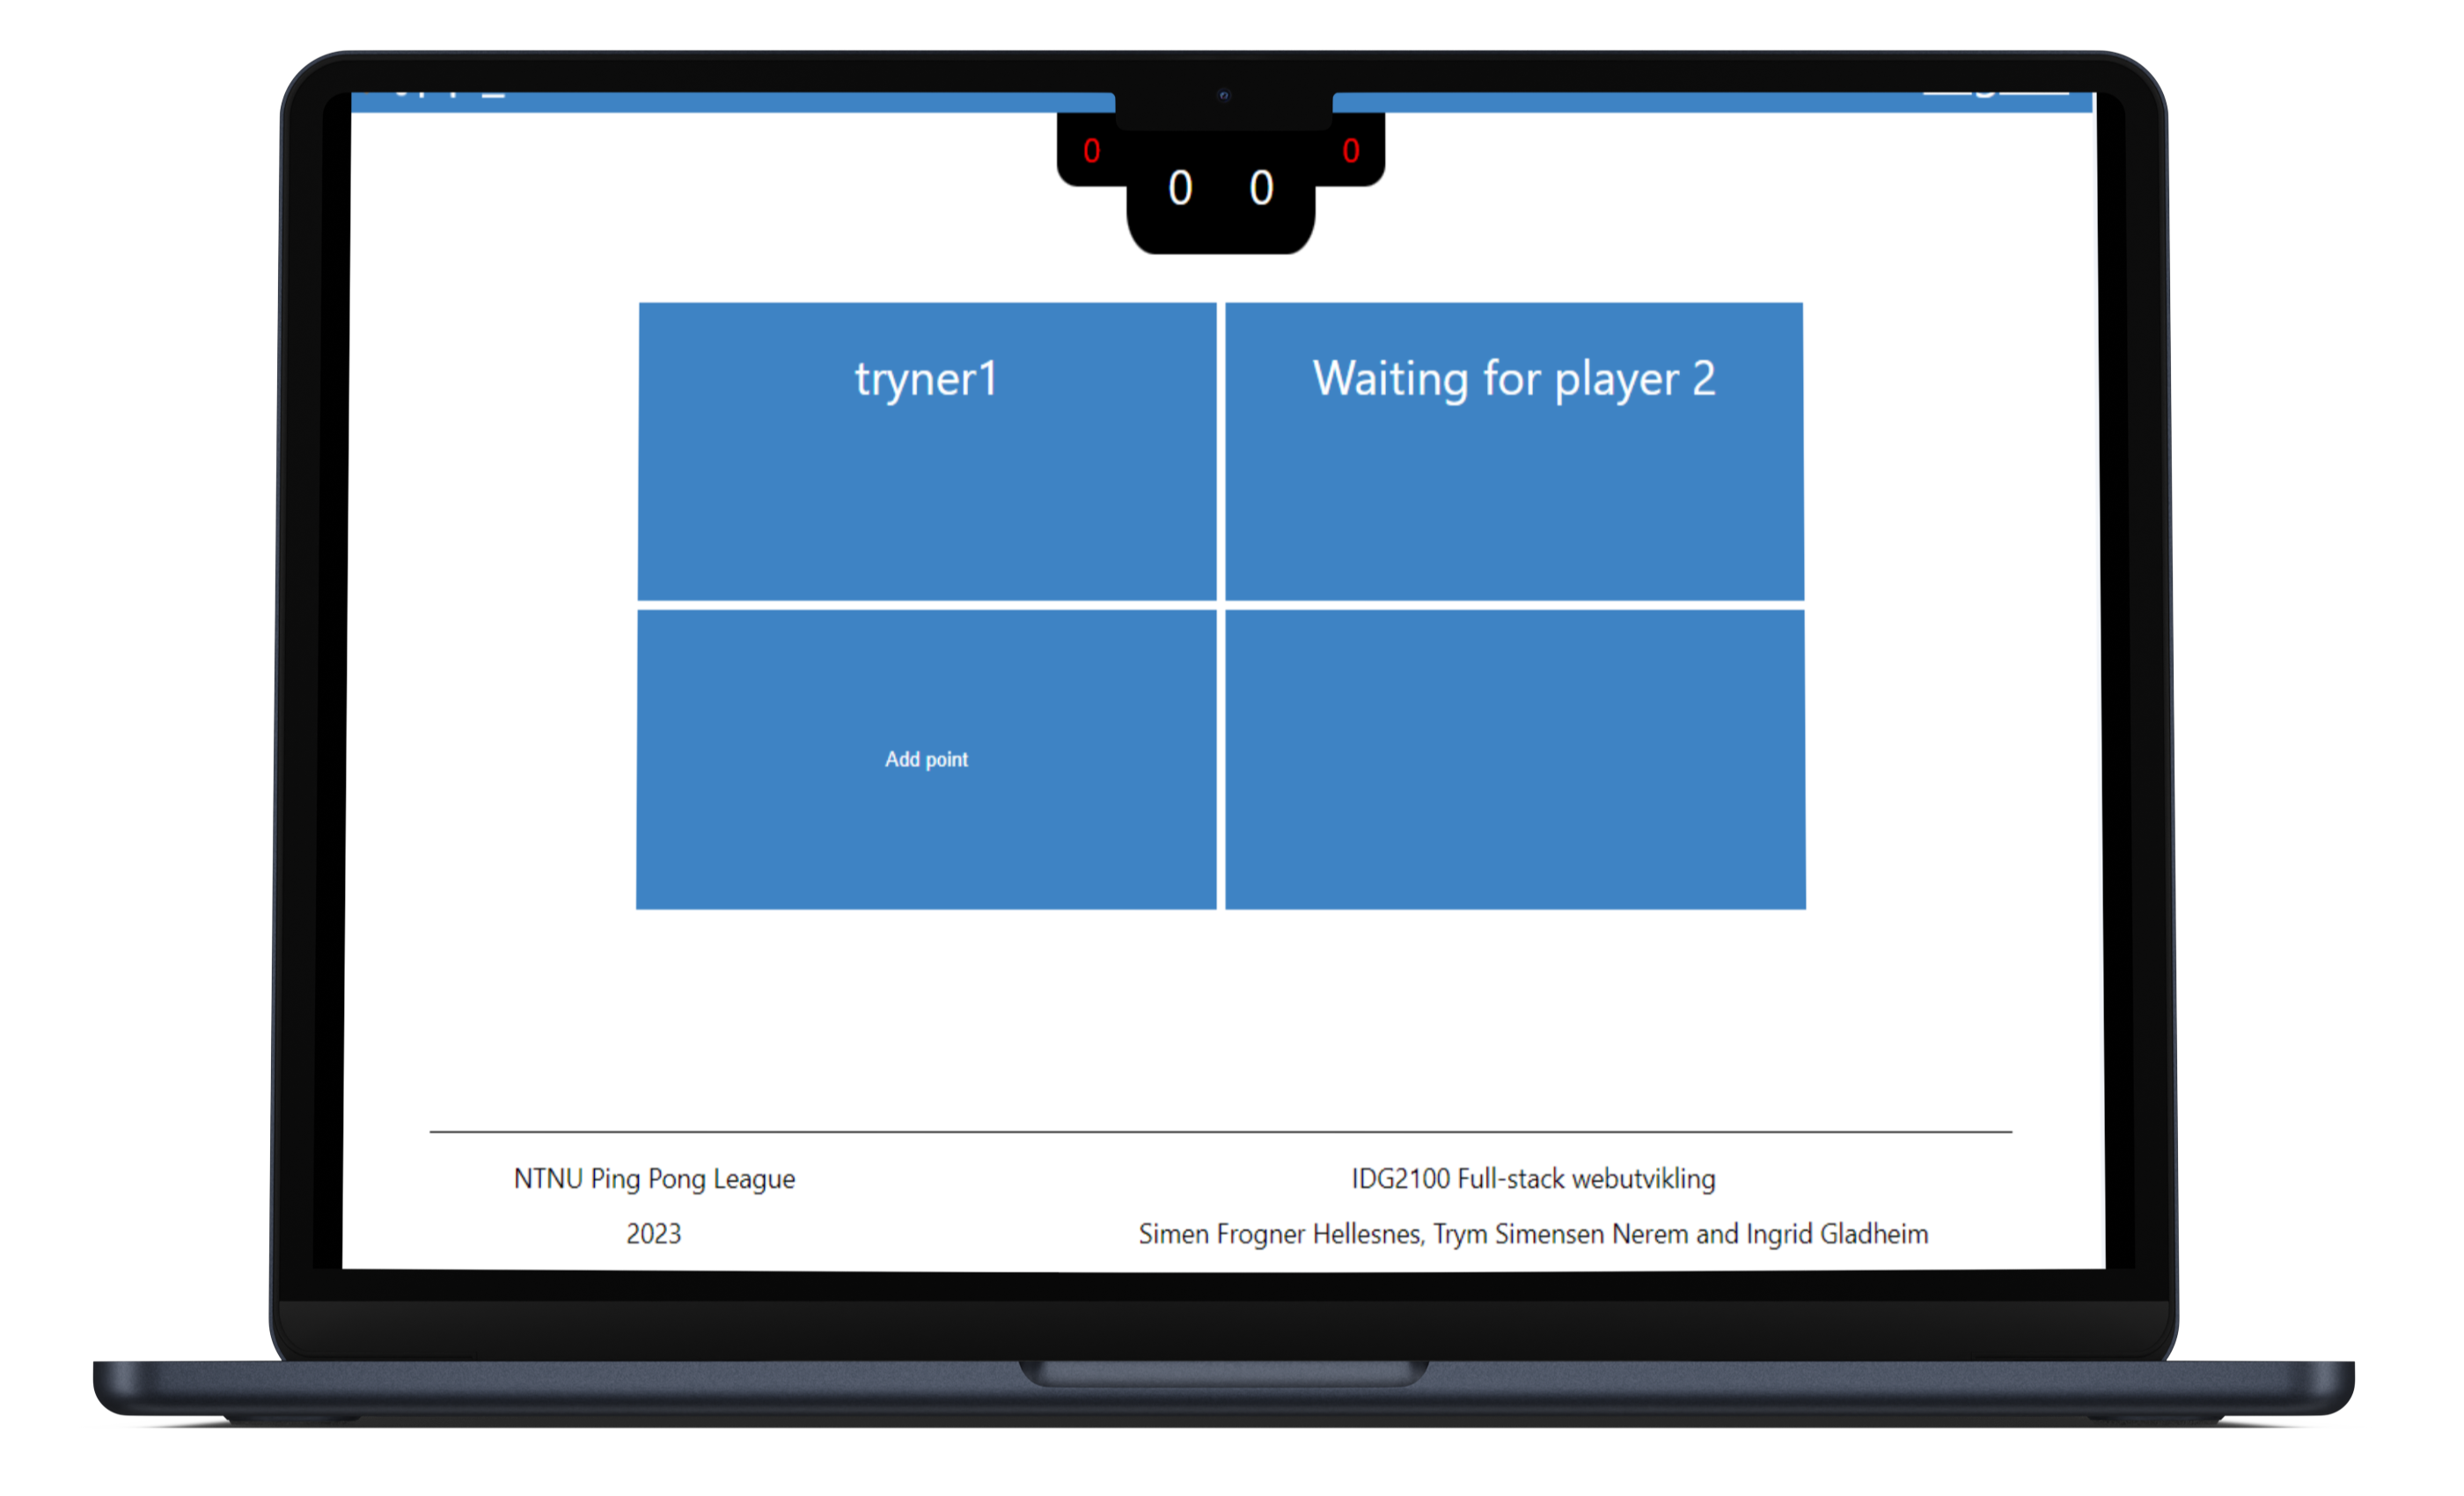 0 0
0 0
tryner1
Waiting for player 2
Add point
NTNU Ping Pong League
IDG2100 Full-stack webutvikling
2023
Simen Frogner Hellesnes, Trym Simensen Nerem and Ingrid Gladheim